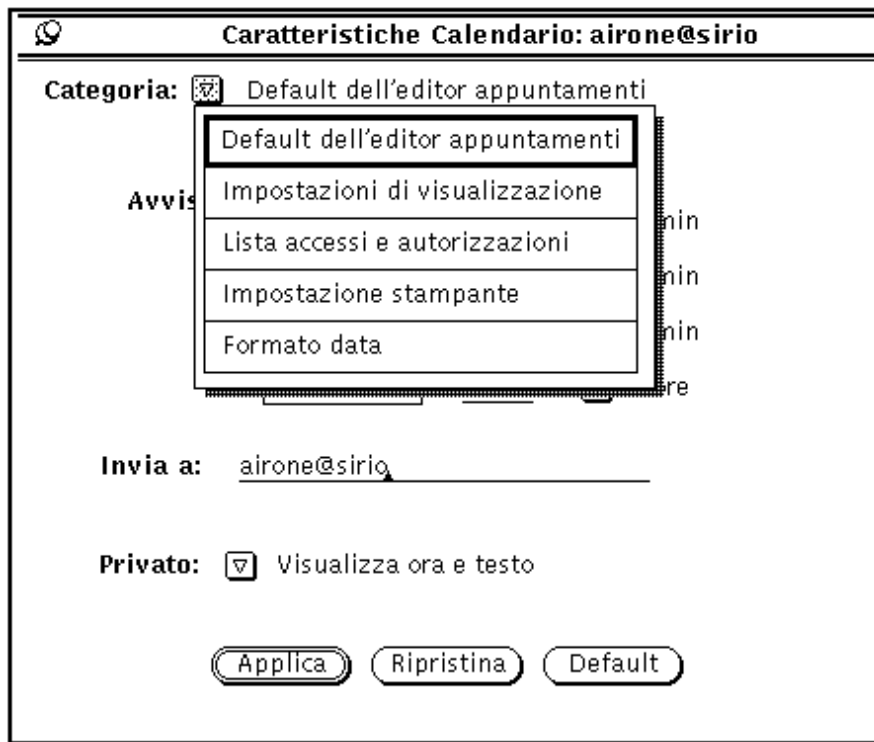 Caratteristiche Calendario: airone@sirio
Categoria: Default dell'editor appuntamenti
Default dell'editor appuntamenti
Impostazioni di visualizzazione
Lista accessi e autorizzazioni
Impostazione stampante
Formato data
Invia a: airone@sirio
Privato: Visualizza ora e testo
Applica Ripristina Default